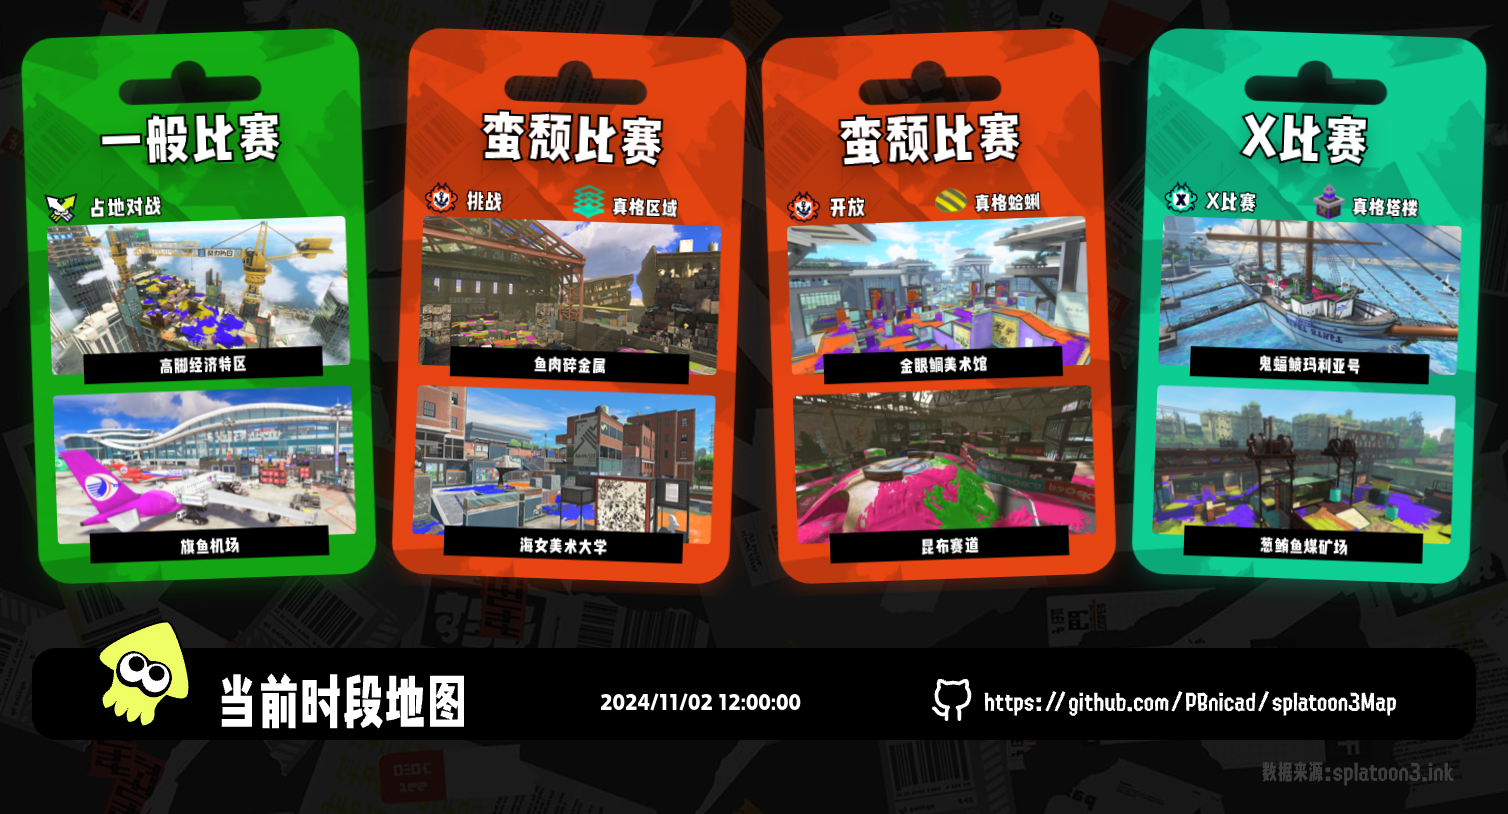 一般比赛
占地对战
高脚经济特区
旗鱼机场
蛮颓比赛
挑战
真格区域
鱼肉碎金属
海女美术大学
蛮颓比赛
开放
真格蛤蜊
金眼鲷美术馆
昆布赛道
X比赛
X比赛
真格塔楼
鬼蝠鲼玛利亚号
葱鲔鱼煤矿场
当前时段地图
2024/11/02 12:00:00
https://github.com/PBnicad/splatoon3Map
数据来源:splatoon3.ink